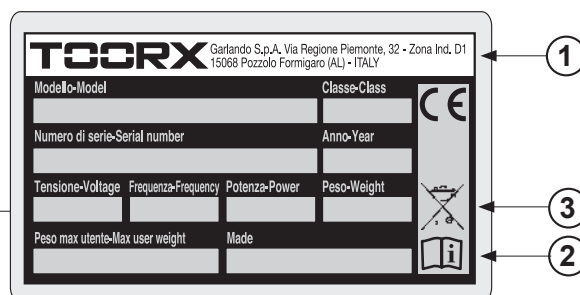 TOORX Garlando S.p.A. Via Regione Piemonte, 32 - Zona Ind. D1
15068 Pozzolo Formigaro (AL) - ITALY
1
Modello-Model Classe-Class
CE
Numero di serie-Serial number Anno-Year
Tensione-Voltage Frequenza-Frequency Potenza-Power Peso-Weight
3
Peso max utente-Max user weight Made
i
2